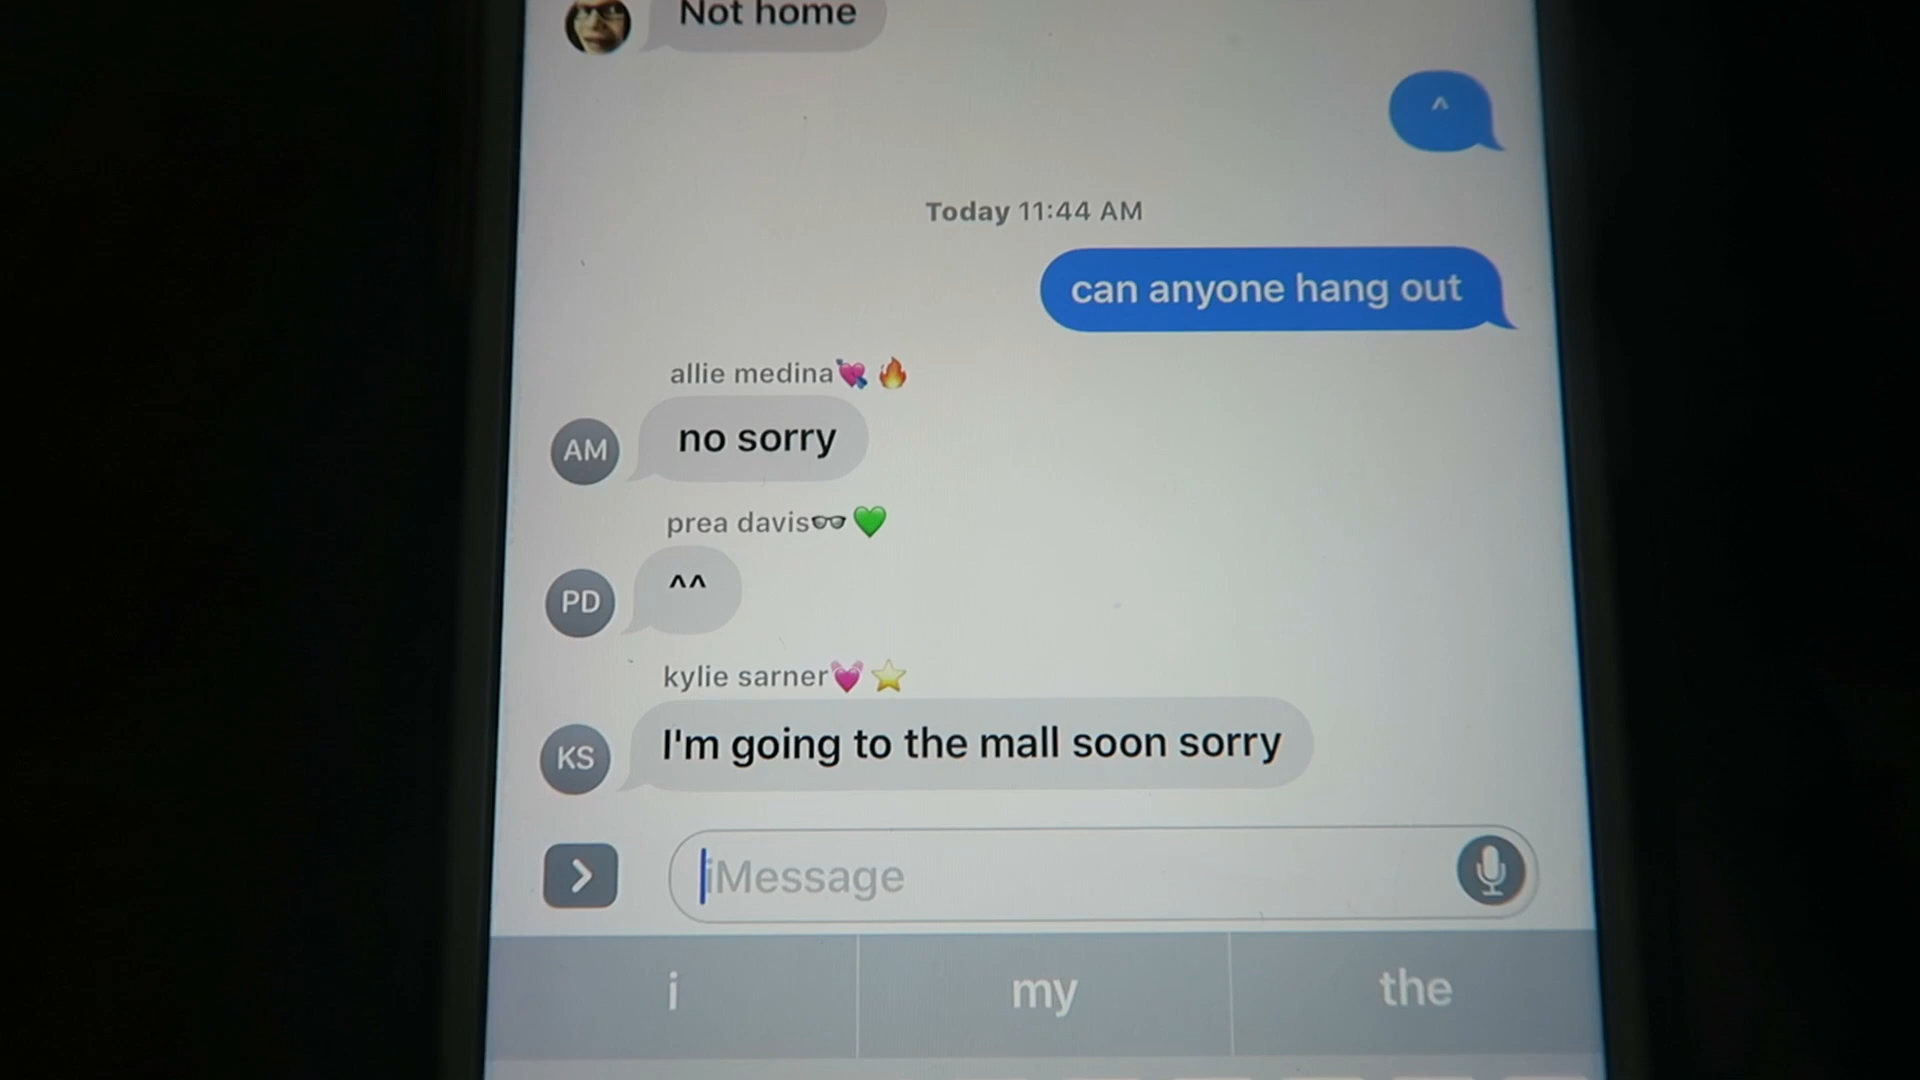 Not home
^
Today 11:44 AM
can anyone hang out
allie medina💘🔥
AM
no sorry
prea davis👓💚
PD
^^
kylie sarner💓⭐
KS
I'm going to the mall soon sorry
iMessage
i
my
the